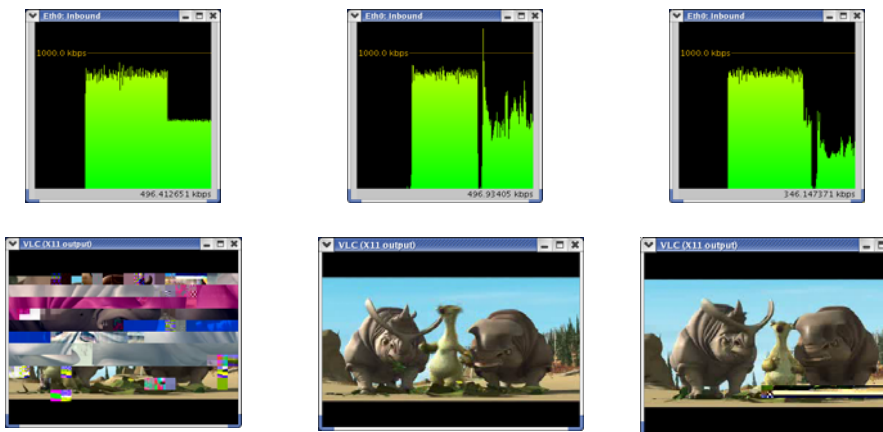 Eth0: Inbound
Eth0: Inbound
Eth0: Inbound
1000.0 kbps
1000.0 kbps
1000.0 kbps
496.412651 kbps
496.93405 kbps
346.147371 kbps
VLC (X11 output)
VLC (X11 output)
VLC (X11 output)